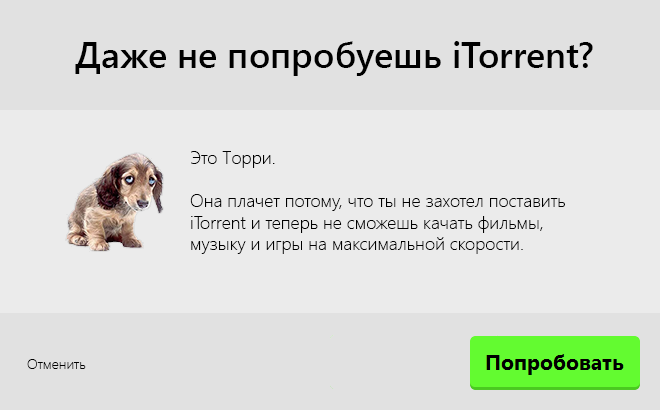 Даже не попробуешь iTorrent?
Это Торри.
Она плачет потому, что ты не захотел поставить
iTorrent и теперь не сможешь качать фильмы,
музыку и игры на максимальной скорости.
Отменить
Попробовать